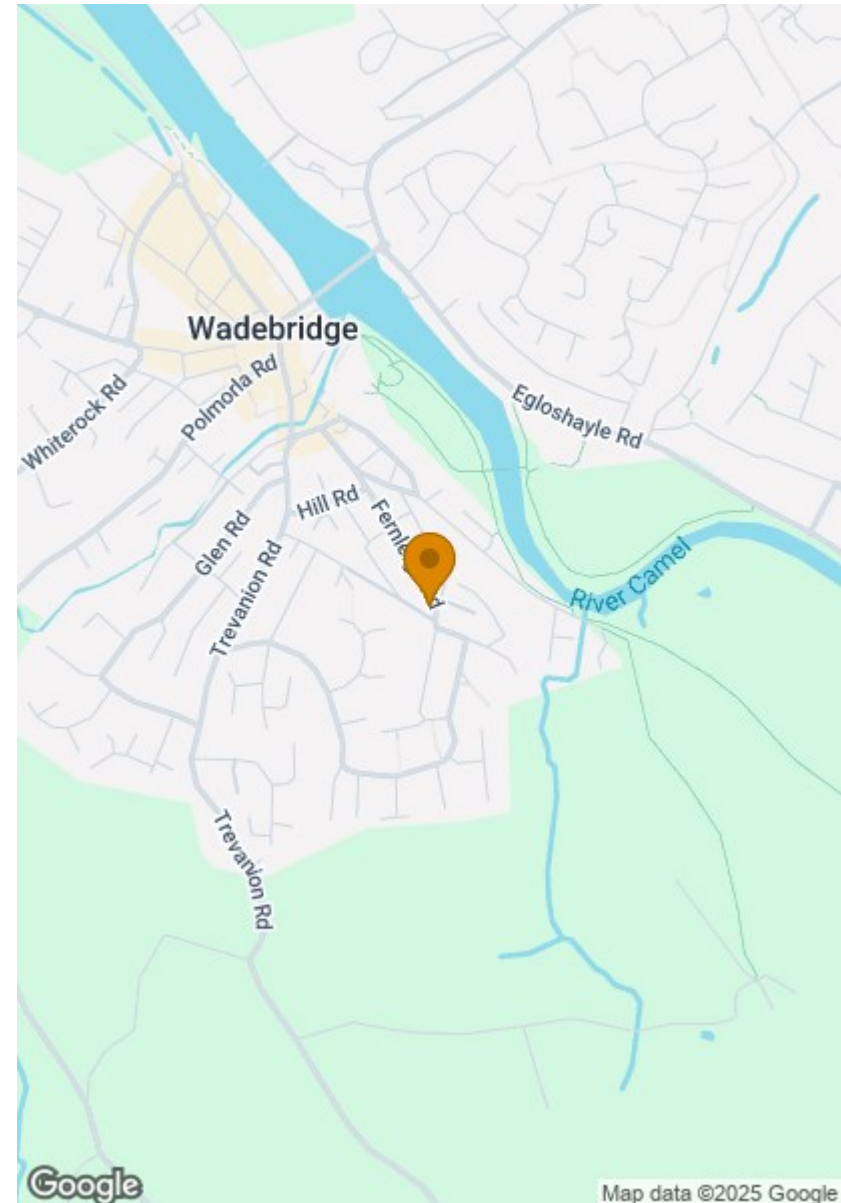 Wadebridge
Polmorla Rd
Whiterock Rd
Egloshayle Rd
Hill Rd
Glen Rd
Trevanion Rd
River Camel
Trevanion Rd
Google
Map data ©2025 Google